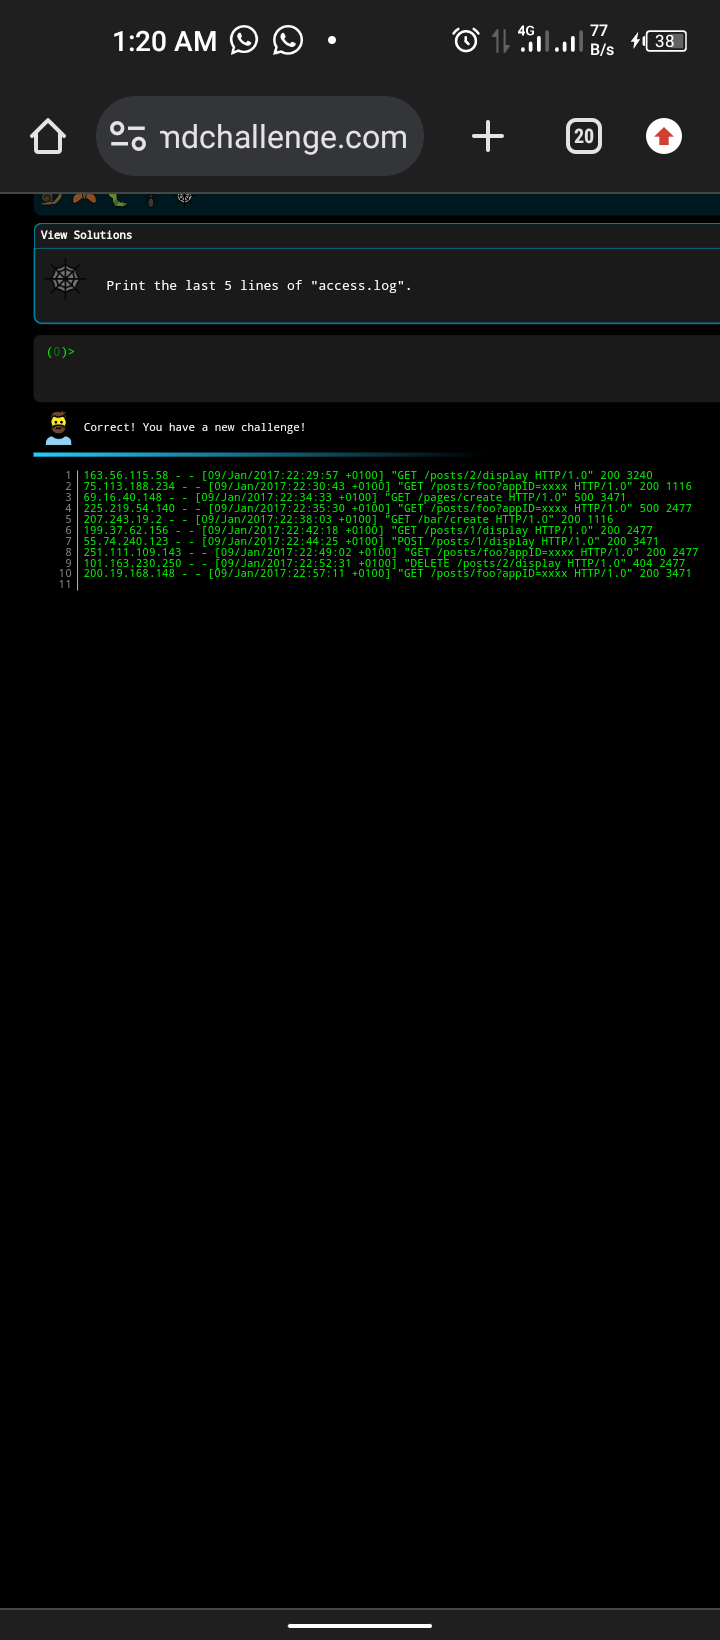 1:20 AM 4G 77 B/s 38
mdchallenge.com 20
View Solutions
Print the last 5 lines of "access.log".
(0)>
Correct! You have a new challenge!
1 163.56.115.58 - - [09/Jan/2017:22:29:57 +0100] "GET /posts/2/display HTTP/1.0" 200 3240
2 75.113.188.234 - - [09/Jan/2017:22:30:43 +0100] "GET /posts/foo?appID=xxxx HTTP/1.0" 200 1116
3 69.16.40.148 - - [09/Jan/2017:22:34:33 +0100] "GET /pages/create HTTP/1.0" 500 3471
4 225.219.54.140 - - [09/Jan/2017:22:35:30 +0100] "GET /posts/foo?appID=xxxx HTTP/1.0" 500 2477
5 207.243.19.2 - - [09/Jan/2017:22:38:03 +0100] "GET /bar/create HTTP/1.0" 200 1116
6 199.37.62.156 - - [09/Jan/2017:22:42:18 +0100] "GET /posts/1/display HTTP/1.0" 200 2477
7 55.74.240.123 - - [09/Jan/2017:22:44:25 +0100] "POST /posts/1/display HTTP/1.0" 200 3471
8 251.111.109.143 - - [09/Jan/2017:22:49:02 +0100] "GET /posts/foo?appID=xxxx HTTP/1.0" 200 2477
9 101.163.230.250 - - [09/Jan/2017:22:52:31 +0100] "DELETE /posts/2/display HTTP/1.0" 404 2477
10 200.19.168.148 - - [09/Jan/2017:22:57:11 +0100] "GET /posts/foo?appID=xxxx HTTP/1.0" 200 3471
11